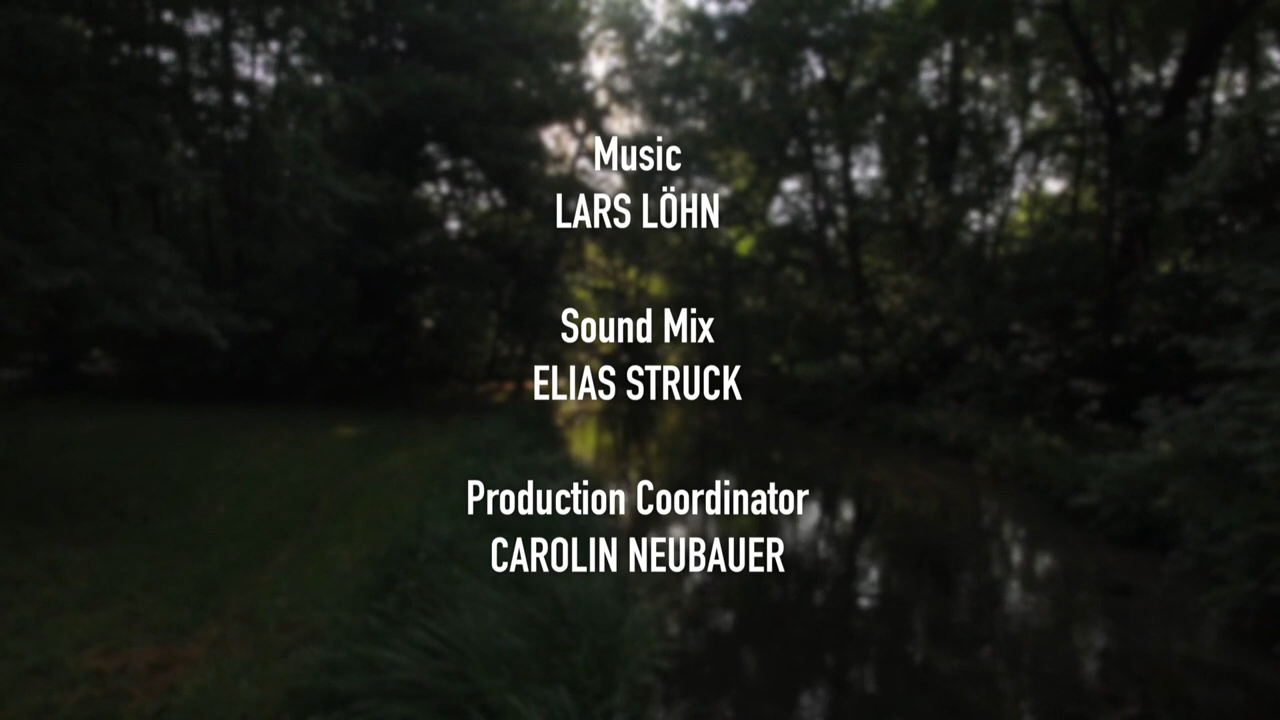 Music
LARS LÖHN
Sound Mix
ELIAS STRUCK
Production Coordinator
CAROLIN NEUBAUER